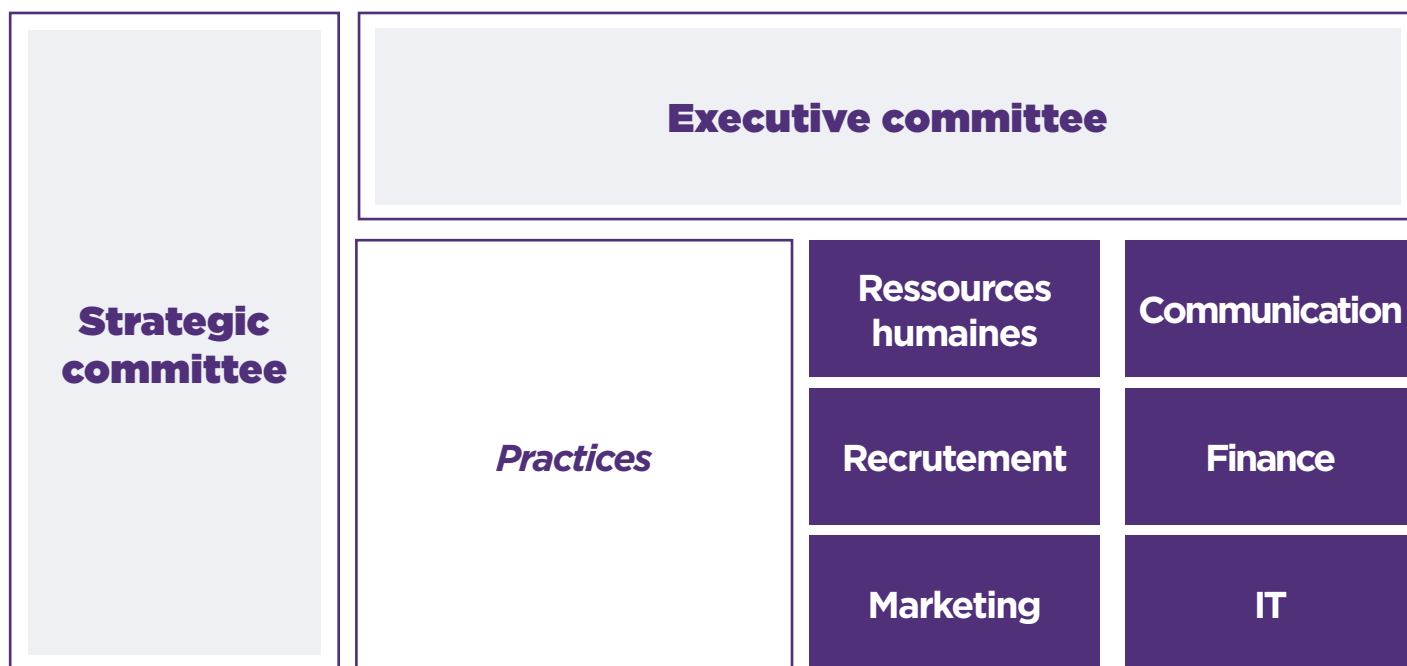 Executive committee
Strategic
committee
Practices
Ressources
humaines
Communication
Recrutement
Finance
Marketing
IT